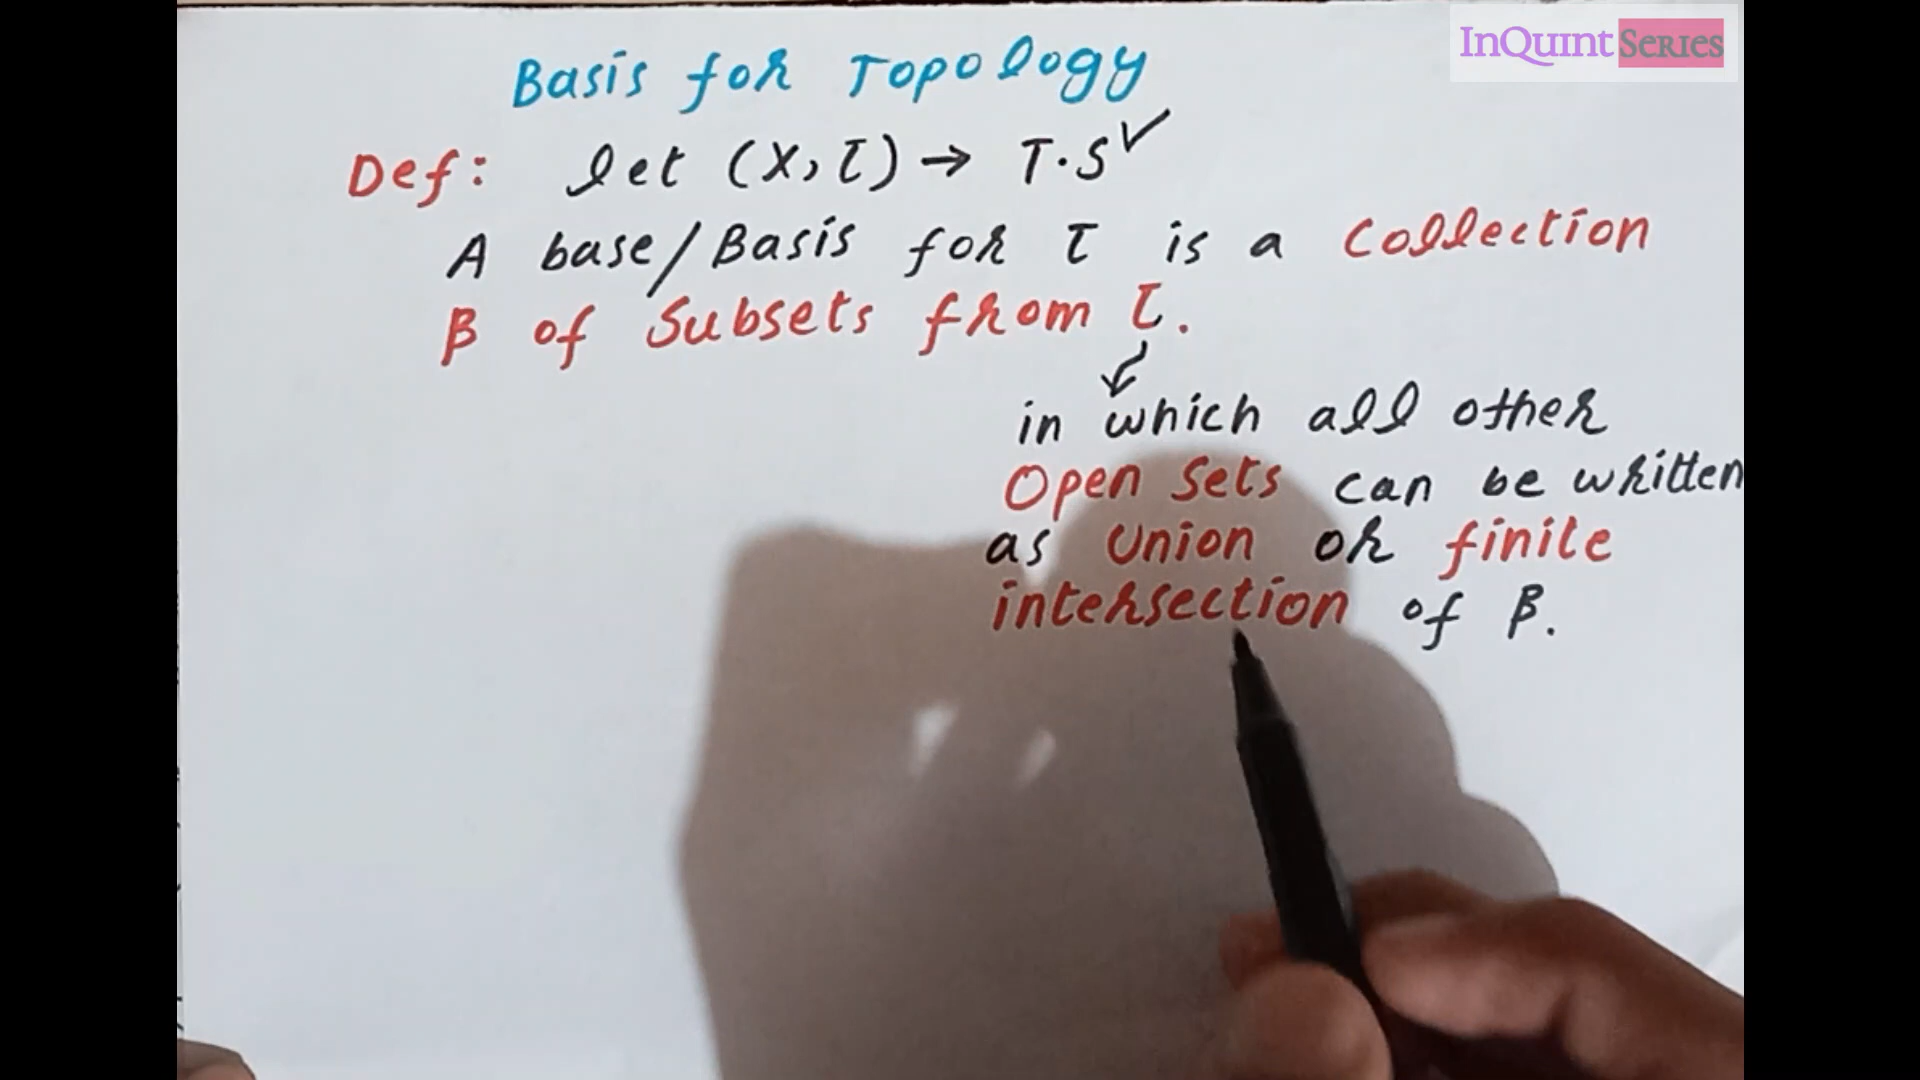 InQuint Series
Basis for Topology
Def: let (X, τ) → T.S ✓
A base/Basis for τ is a Collection
β of Subsets from τ.
in which all other
Open Sets can be written
as Union or finite
intersection of β.